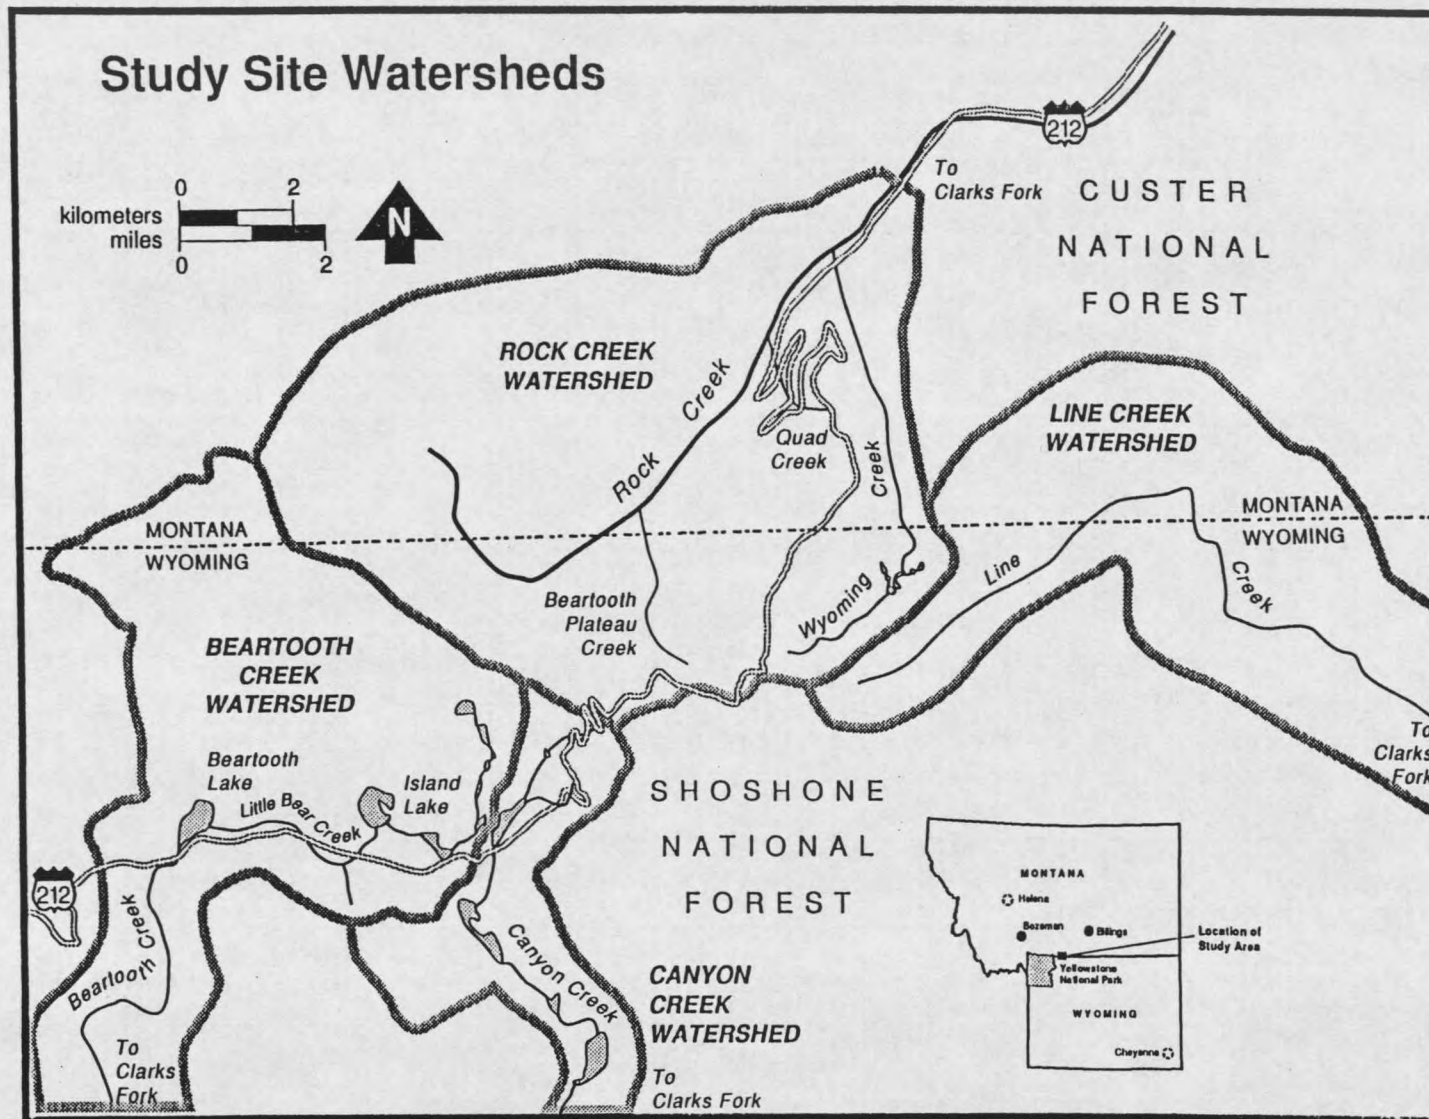 Study Site Watersheds
0 2
kilometers
miles
0 2
N
212
To
Clarks Fork
CUSTER
NATIONAL
FOREST
ROCK CREEK
WATERSHED
Rock Creek
Quad
Creek
LINE CREEK
WATERSHED
MONTANA
WYOMING
MONTANA
WYOMING
Wyoming Creek
Line Creek
Beartooth
Plateau
Creek
BEARTOOTH
CREEK
WATERSHED
To
Clarks
Fork
Beartooth
Lake
Little Bear Creek
Island
Lake
SHOSHONE
NATIONAL
FOREST
212
Beartooth Creek
Canyon Creek
CANYON
CREEK
WATERSHED
To
Clarks
Fork
To
Clarks Fork
MONTANA
Helena
Bozeman
Billings
Location of
Study Area
Yellowstone
National Park
WYOMING
Cheyenne